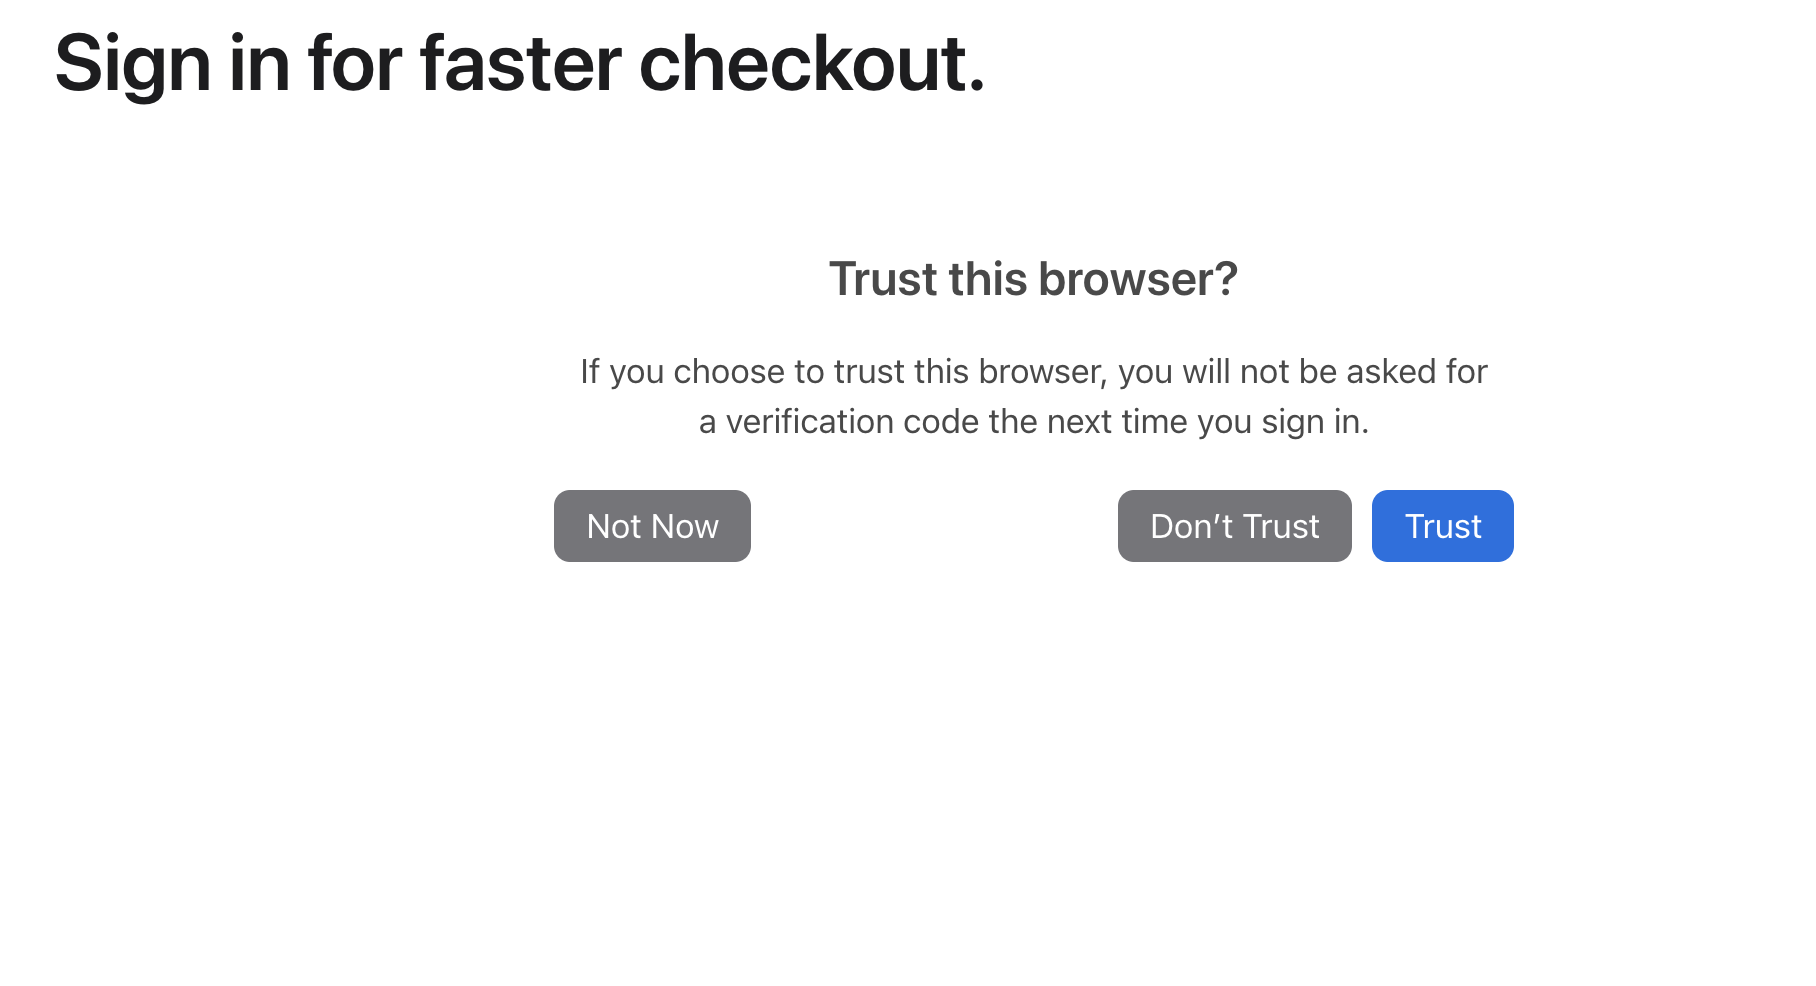 Sign in for faster checkout.
Trust this browser?
If you choose to trust this browser, you will not be asked for
a verification code the next time you sign in.
Not Now
Don’t Trust
Trust